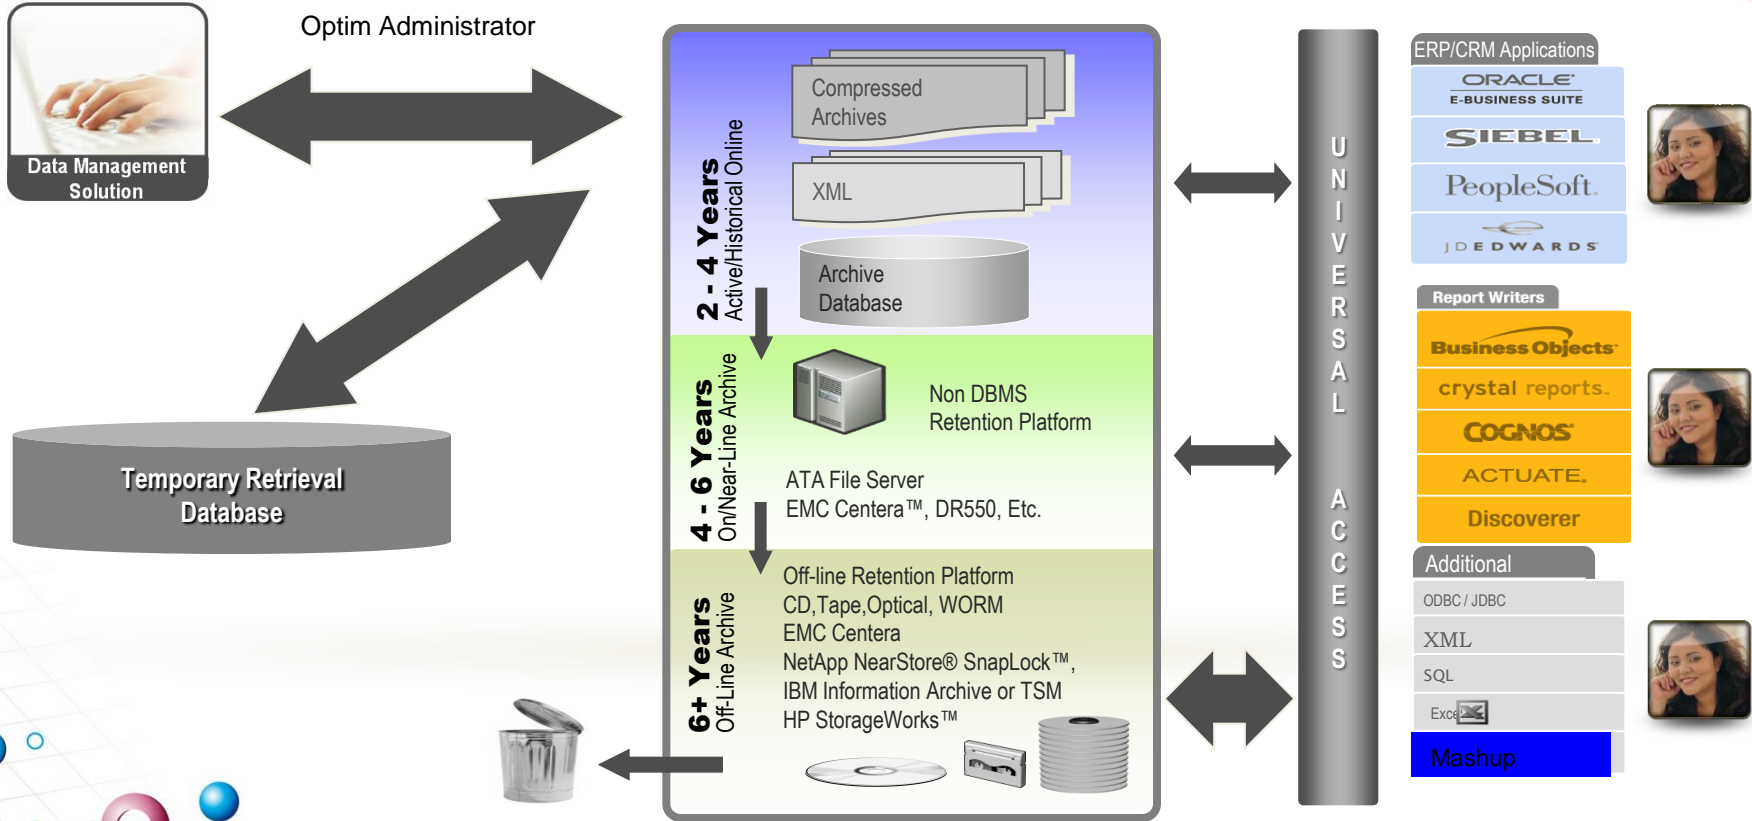 Optim Administrator
Data Management
Solution
Temporary Retrieval
Database
2 - 4 Years
Active/Historical Online
Compressed
Archives
XML
Archive
Database
4 - 6 Years
On/Near-Line Archive
Non DBMS
Retention Platform
ATA File Server
EMC Centera™, DR550, Etc.
6+ Years
Off-Line Archive
Off-line Retention Platform
CD,Tape,Optical, WORM
EMC Centera
NetApp NearStore® SnapLock™,
IBM Information Archive or TSM
HP StorageWorks™
UNIVERSAL ACCESS
ERP/CRM Applications
ORACLE®
E-BUSINESS SUITE
SIEBEL.
PeopleSoft.
JDEDWARDS
Report Writers
Business Objects
crystal reports™
COGNOS®
ACTUATE®
Discoverer
Additional
ODBC / JDBC
XML
SQL
Excel
Mashup